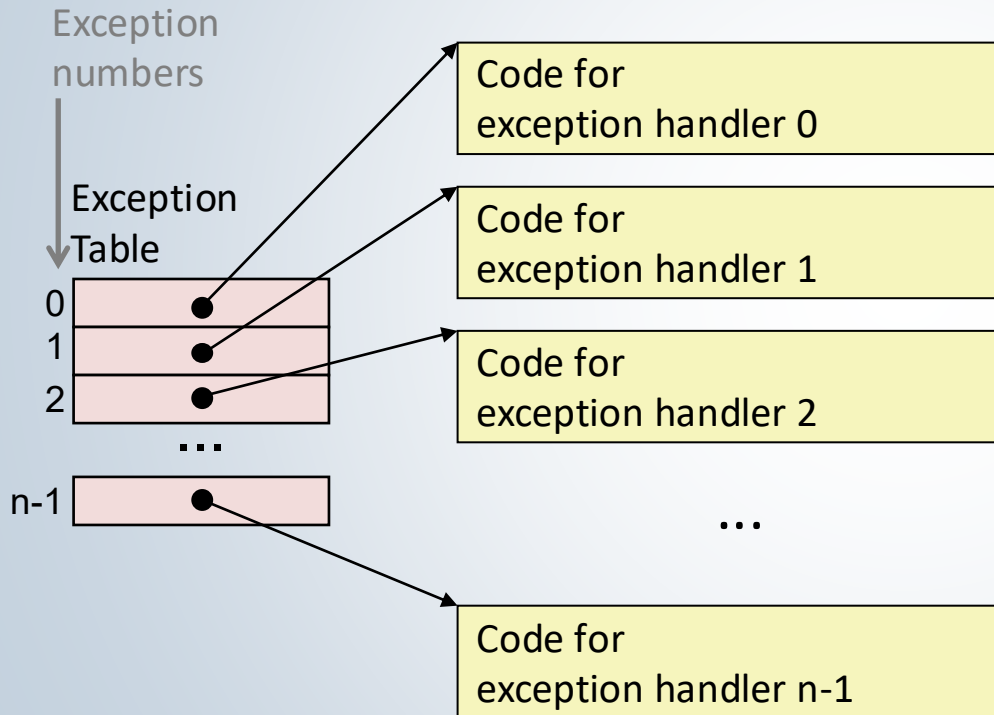 Exception
numbers
Exception
Table
0
1
2
...
n-1
Code for
exception handler 0
Code for
exception handler 1
Code for
exception handler 2
...
Code for
exception handler n-1